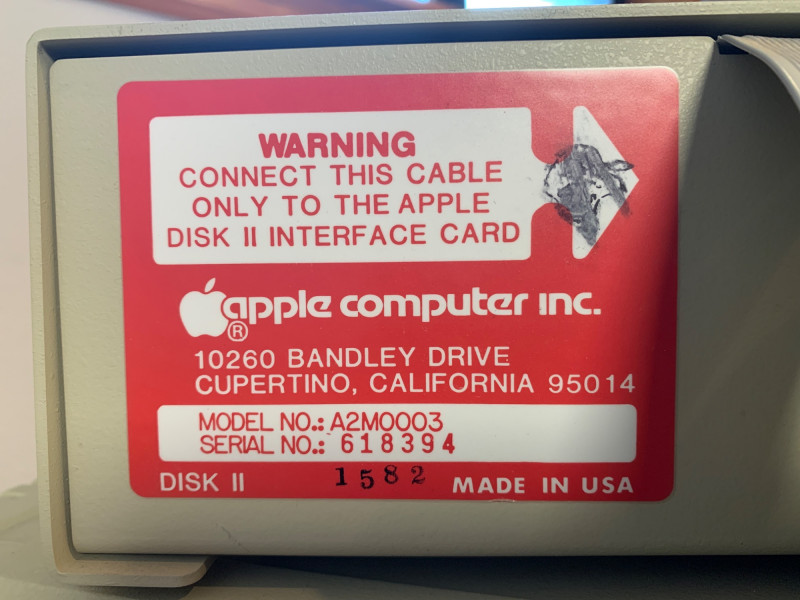 WARNING
CONNECT THIS CABLE
ONLY TO THE APPLE
DISK II INTERFACE CARD
apple computer inc.
®
10260 BANDLEY DRIVE
CUPERTINO, CALIFORNIA 95014
MODEL NO.: A2M0003
SERIAL NO.: 618394
DISK II 1582 MADE IN USA